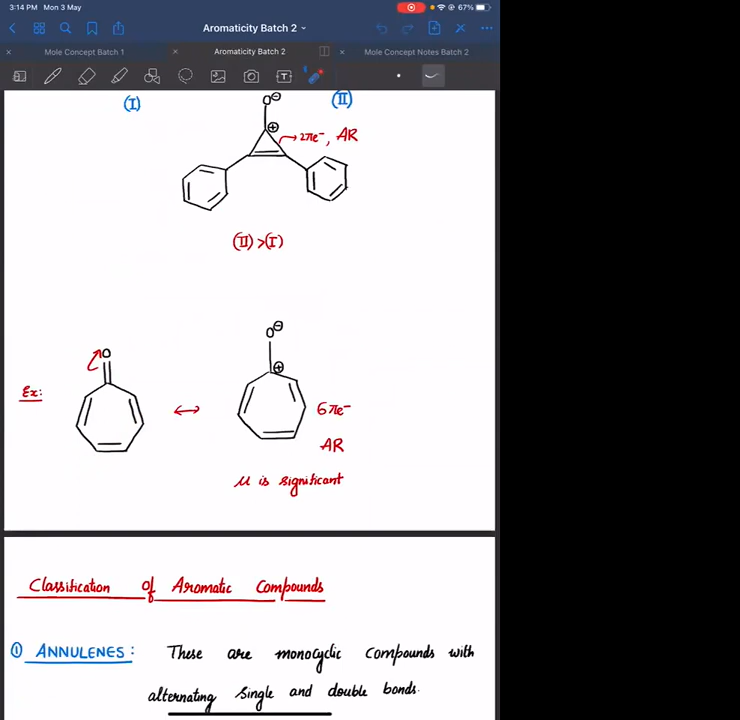 3:14 PM Mon 3 May
67%
Aromaticity Batch 2
Mole Concept Batch 1
Aromaticity Batch 2
Mole Concept Notes Batch 2
(I)
O⊖
(II)
⊕
2πe⁻, AR
(II) > (I)
O⊖
O
⊕
Ex:
6πe⁻
AR
μ is significant
Classification of Aromatic Compounds
① ANNULENES: These are monocyclic compounds with
alternating single and double bonds.